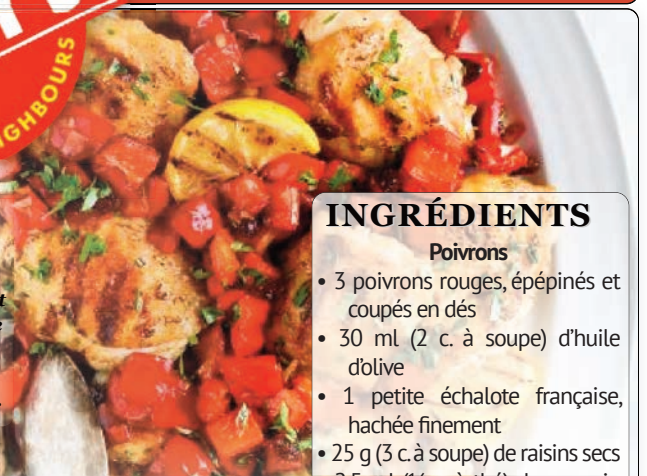 GHBOURS
INGRÉDIENTS
Poivrons
• 3 poivrons rouges, épépinés et
coupés en dés
• 30 ml (2 c. à soupe) d’huile
d’olive
• 1 petite échalote française,
hachée finement
• 25 g (3 c. à soupe) de raisins secs